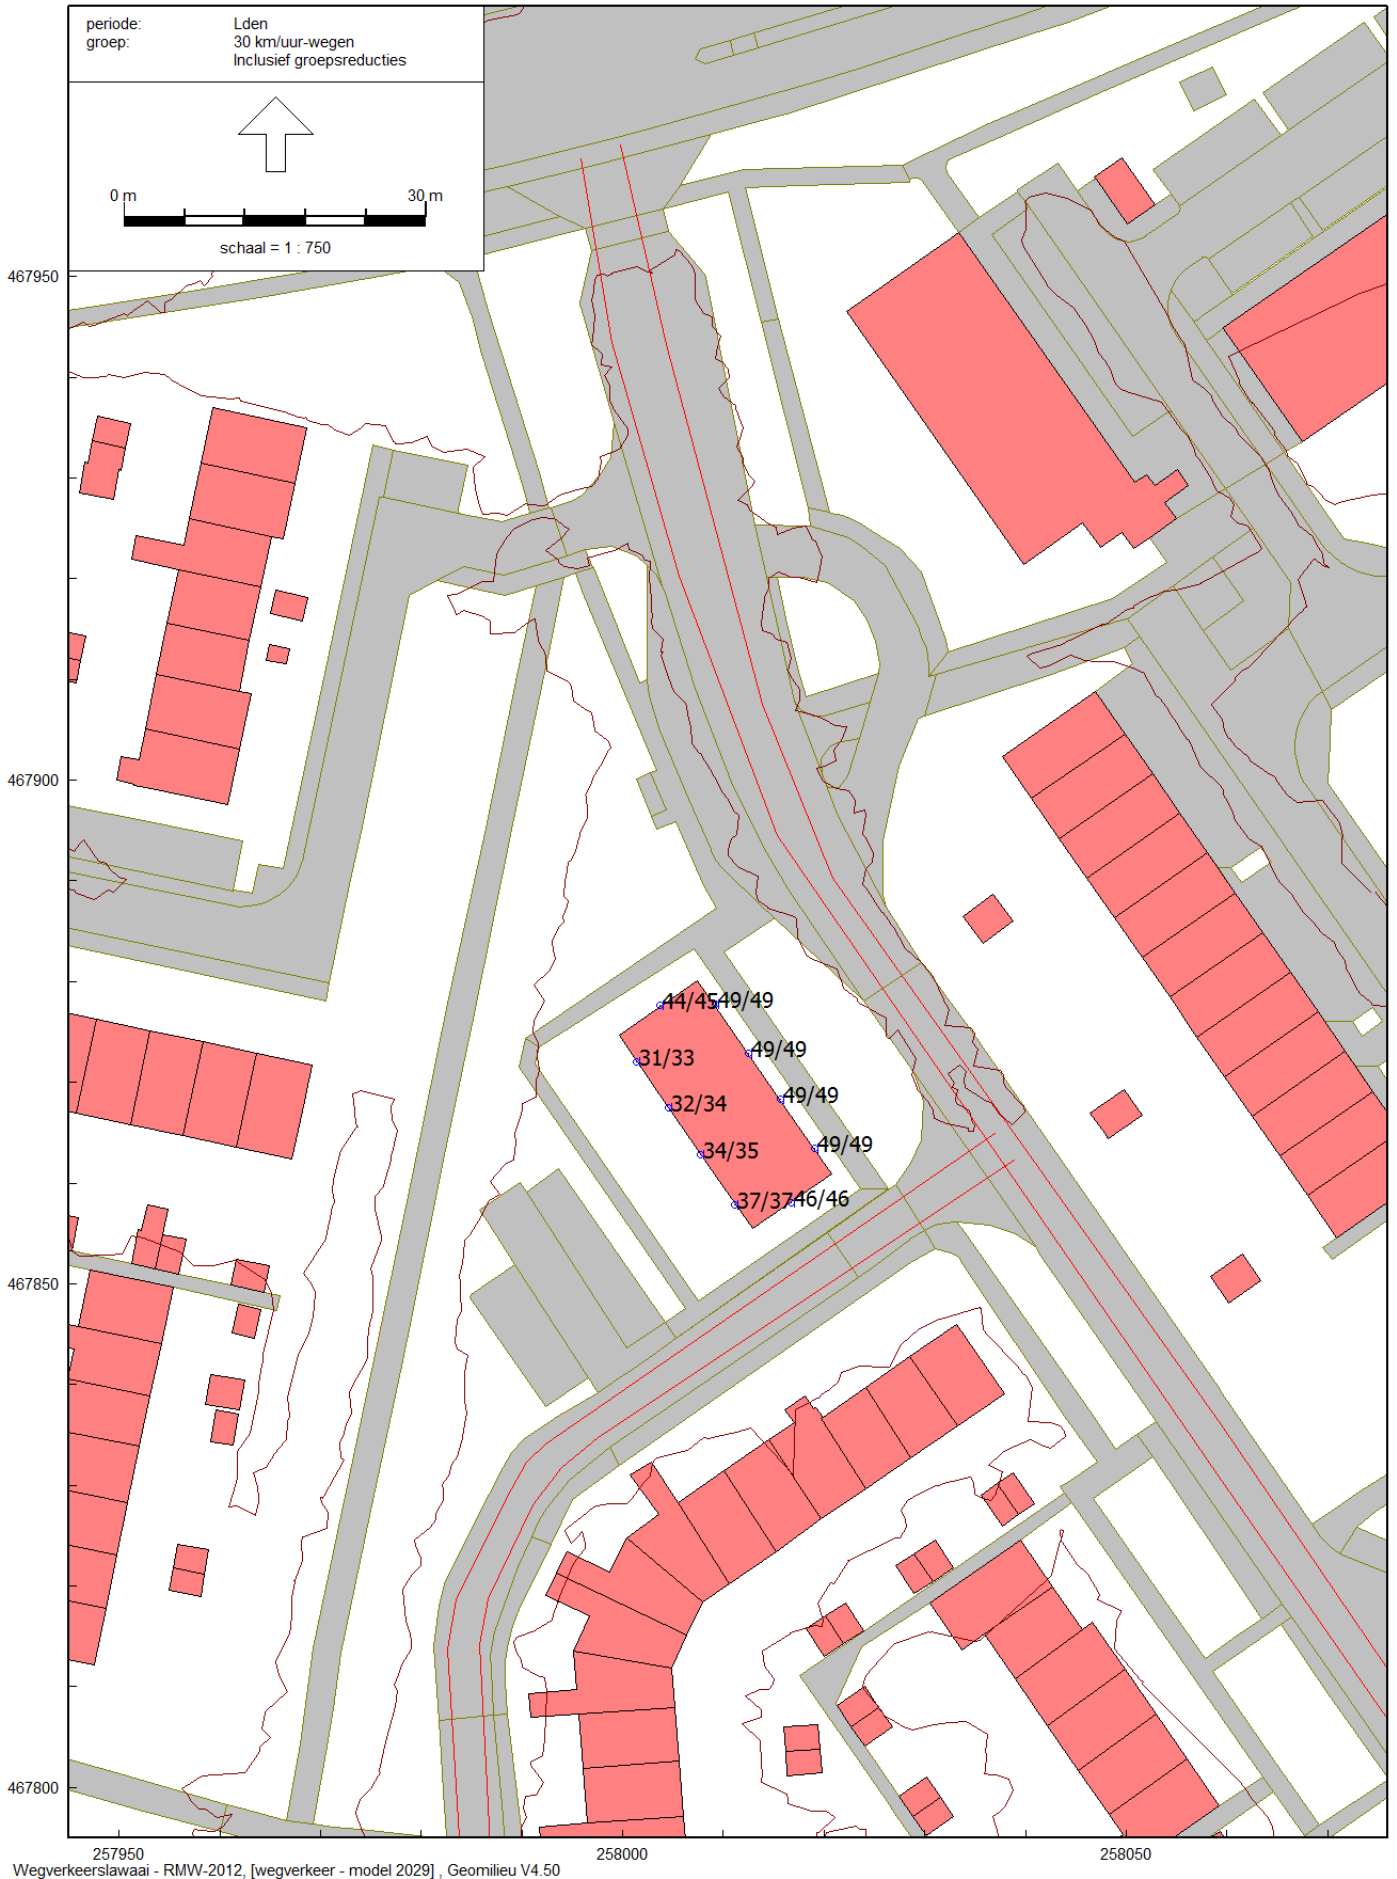 periode: Lden
groep: 30 km/uur-wegen
Inclusief groepsreducties
0 m 30 m
schaal = 1 : 750
467950
467900
44/45 49/49
31/33 49/49
32/34 49/49
34/35 49/49
37/37 46/46
467850
467800
257950 258000 258050
Wegverkeerslawaai - RMW-2012, [wegverkeer - model 2029] , Geomilieu V4.50